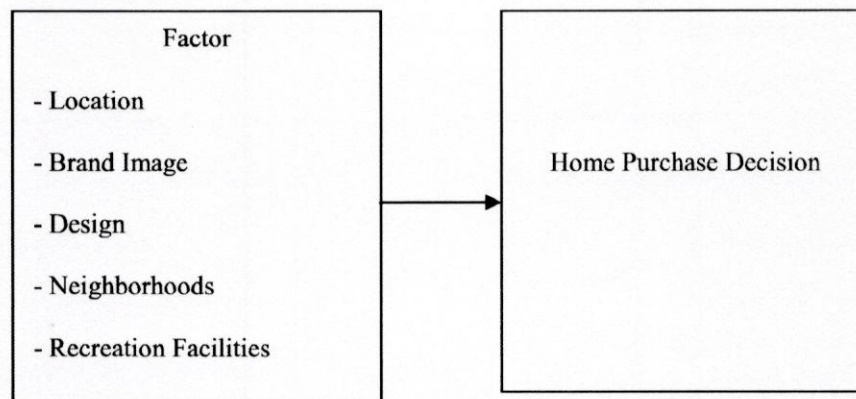 Factor
- Location
- Brand Image
- Design
- Neighborhoods
- Recreation Facilities
Home Purchase Decision